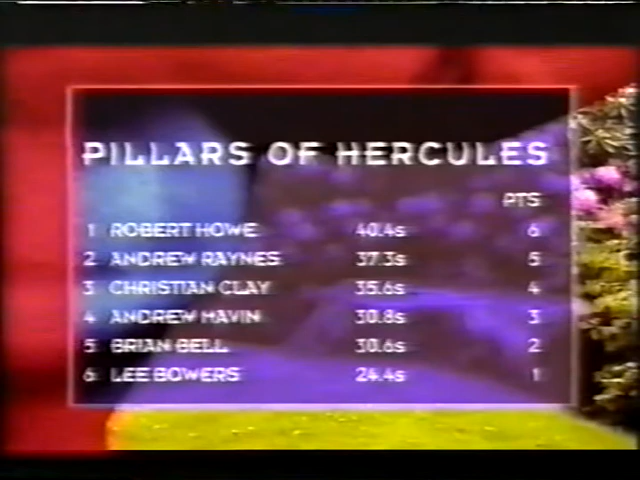 PILLARS OF HERCULES
PTS
1 ROBERT HOWE 40.4s 6
2 ANDREW RAYNES 37.3s 5
3 CHRISTIAN CLAY 35.6s 4
4 ANDREW MAVIN 30.8s 3
5 BRIAN BELL 30.6s 2
6 LEE BOWERS 24.4s 1